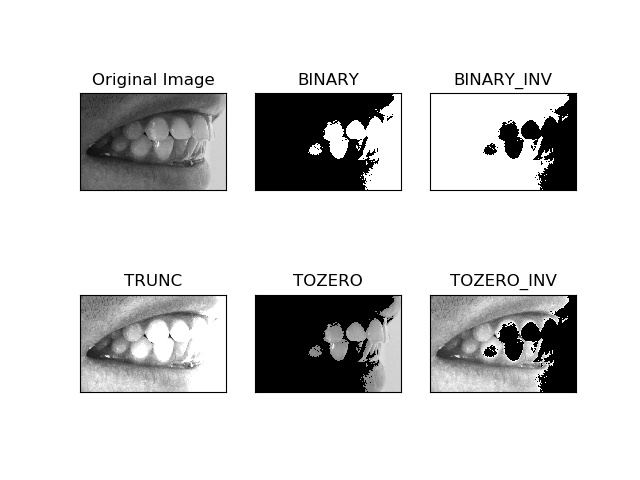 Original Image
BINARY
BINARY_INV
TRUNC
TOZERO
TOZERO_INV